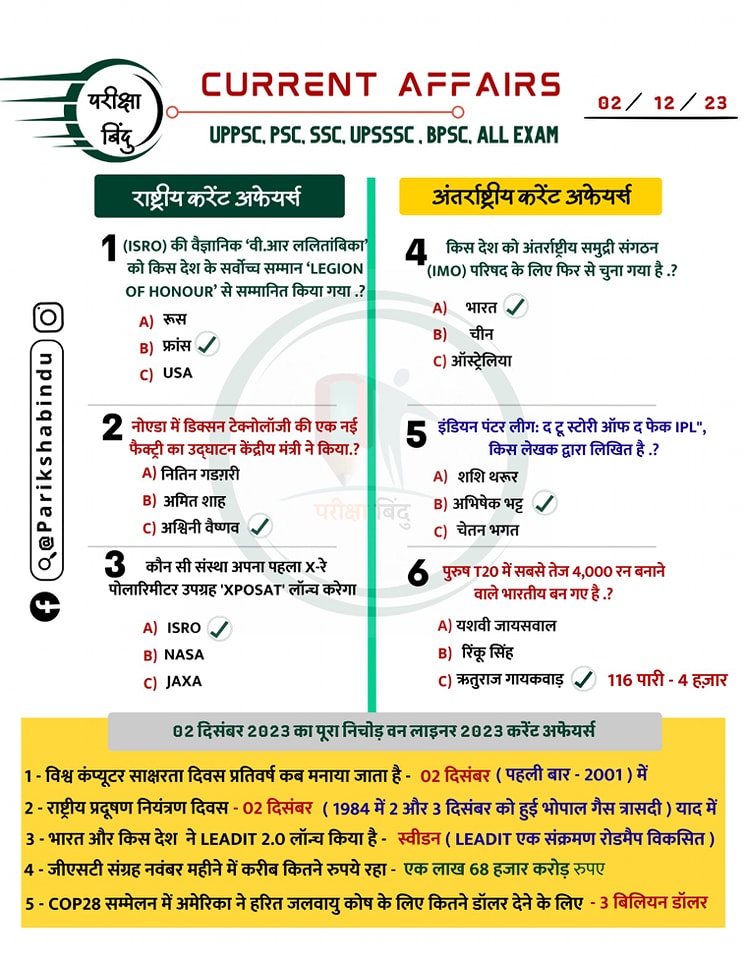 परीक्षा
बिंदु
CURRENT AFFAIRS
02 / 12 / 23
UPPSC, PSC, SSC, UPSSSC , BPSC, ALL EXAM
राष्ट्रीय करेंट अफेयर्स
1 (ISRO) की वैज्ञानिक ‘वी.आर ललितांबिका’
को किस देश के सर्वोच्च सम्मान ‘LEGION
OF HONOUR’ से सम्मानित किया गया .?
A) रूस
B) फ्रांस ✓
C) USA
2 नोएडा में डिक्सन टेक्नोलॉजी की एक नई
फैक्ट्री का उद्घाटन केंद्रीय मंत्री ने किया.?
A) नितिन गडग़री
B) अमित शाह
C) अश्विनी वैष्णव ✓
3 कौन सी संस्था अपना पहला X-रे
पोलारिमीटर उपग्रह 'XPOSAT' लॉन्च करेगा
A) ISRO ✓
B) NASA
C) JAXA
अंतर्राष्ट्रीय करेंट अफेयर्स
4 किस देश को अंतर्राष्ट्रीय समुद्री संगठन
(IMO) परिषद के लिए फिर से चुना गया है .?
A) भारत ✓
B) चीन
C) ऑस्ट्रेलिया
5 इंडियन पंटर लीग: द टू स्टोरी ऑफ द फेक IPL",
किस लेखक द्वारा लिखित है .?
A) शशि थरूर
B) अभिषेक भट्ट ✓
C) चेतन भगत
6 पुरुष T20 में सबसे तेज 4,000 रन बनाने
वाले भारतीय बन गए है .?
A) यशवी जायसवाल
B) रिंकू सिंह
C) ऋतुराज गायकवाड़ ✓ 116 पारी - 4 हज़ार
@Parikshabindu
परीक्षा बिंदु
02 दिसंबर 2023 का पूरा निचोड़ वन लाइनर 2023 करेंट अफेयर्स
1 - विश्व कंप्यूटर साक्षरता दिवस प्रतिवर्ष कब मनाया जाता है - 02 दिसंबर ( पहली बार - 2001 ) में
2 - राष्ट्रीय प्रदूषण नियंत्रण दिवस - 02 दिसंबर ( 1984 में 2 और 3 दिसंबर को हुई भोपाल गैस त्रासदी ) याद में
3 - भारत और किस देश ने LEADIT 2.0 लॉन्च किया है - स्वीडन ( LEADIT एक संक्रमण रोडमैप विकसित )
4 - जीएसटी संग्रह नवंबर महीने में करीब कितने रुपये रहा - एक लाख 68 हजार करोड़ रुपए
5 - COP28 सम्मेलन में अमेरिका ने हरित जलवायु कोष के लिए कितने डॉलर देने के लिए - 3 बिलियन डॉलर